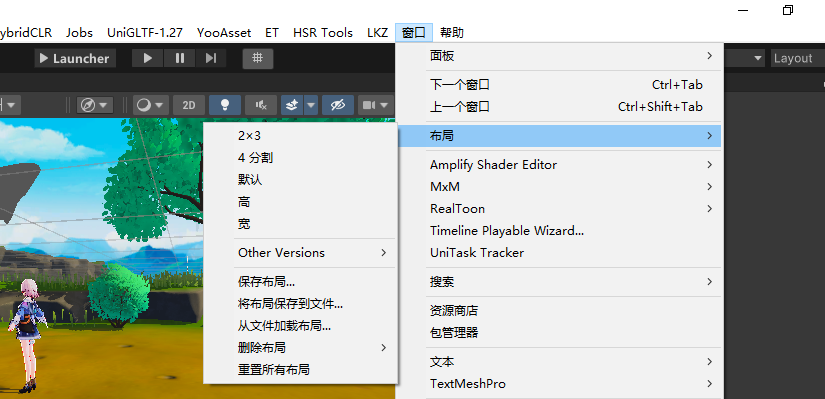 ybridCLR Jobs UniGLTF-1.27 YooAsset ET HSR Tools LKZ 窗口 帮助
Launcher
Layout
2D
面板
下一个窗口 Ctrl+Tab
上一个窗口 Ctrl+Shift+Tab
布局
Amplify Shader Editor
MxM
RealToon
Timeline Playable Wizard...
UniTask Tracker
搜索
资源商店
包管理器
文本
TextMeshPro
2×3
4 分割
默认
高
宽
Other Versions
保存布局...
将布局保存到文件...
从文件加载布局...
删除布局
重置所有布局